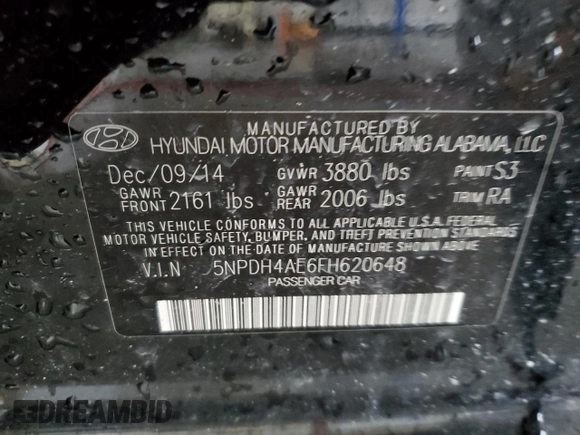 MANUFACTURED BY
HYUNDAI MOTOR MANUFACTURING ALABAMA, LLC
Dec/09/14 GVWR 3880 lbs PAINT S3
GAWR FRONT 2161 lbs GAWR REAR 2006 lbs TRIM RA
THIS VEHICLE CONFORMS TO ALL APPLICABLE U.S.A. FEDERAL
MOTOR VEHICLE SAFETY, BUMPER, AND THEFT PREVENTION STANDARDS
IN EFFECT ON THE DATE OF MANUFACTURE SHOWN ABOVE.
V.I.N 5NPDH4AE6FH620648
PASSENGER CAR
DREAMBID